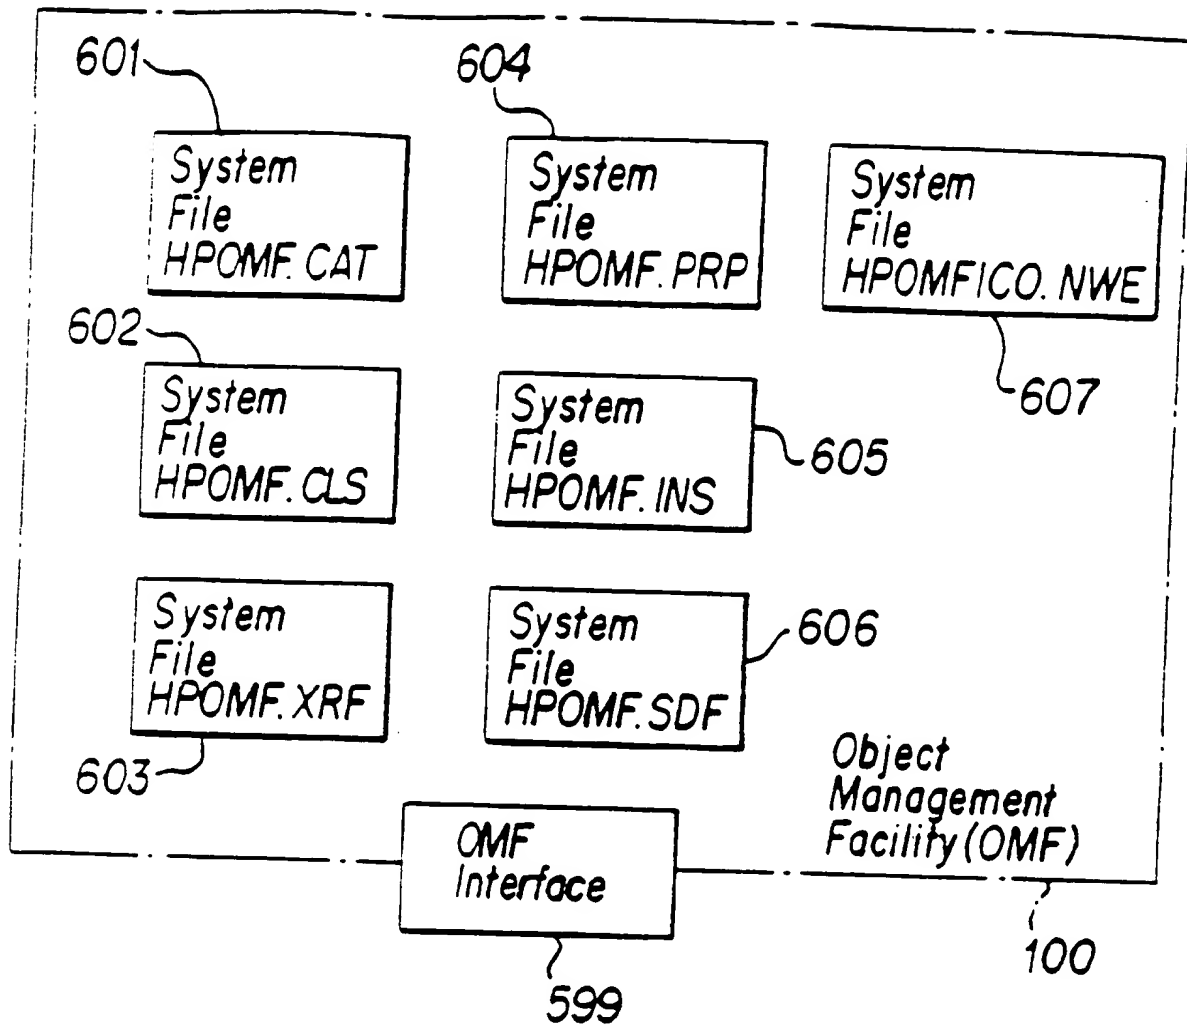 601
604
System
File
HPOMF.CAT
System
File
HPOMF.PRP
System
File
HPOMFICO.NWE
602
607
System
File
HPOMF.CLS
System
File
HPOMF.INS
605
System
File
HPOMF.XRF
System
File
HPOMF.SDF
606
603
Object
Management
Facility (OMF)
OMF
Interface
100
599